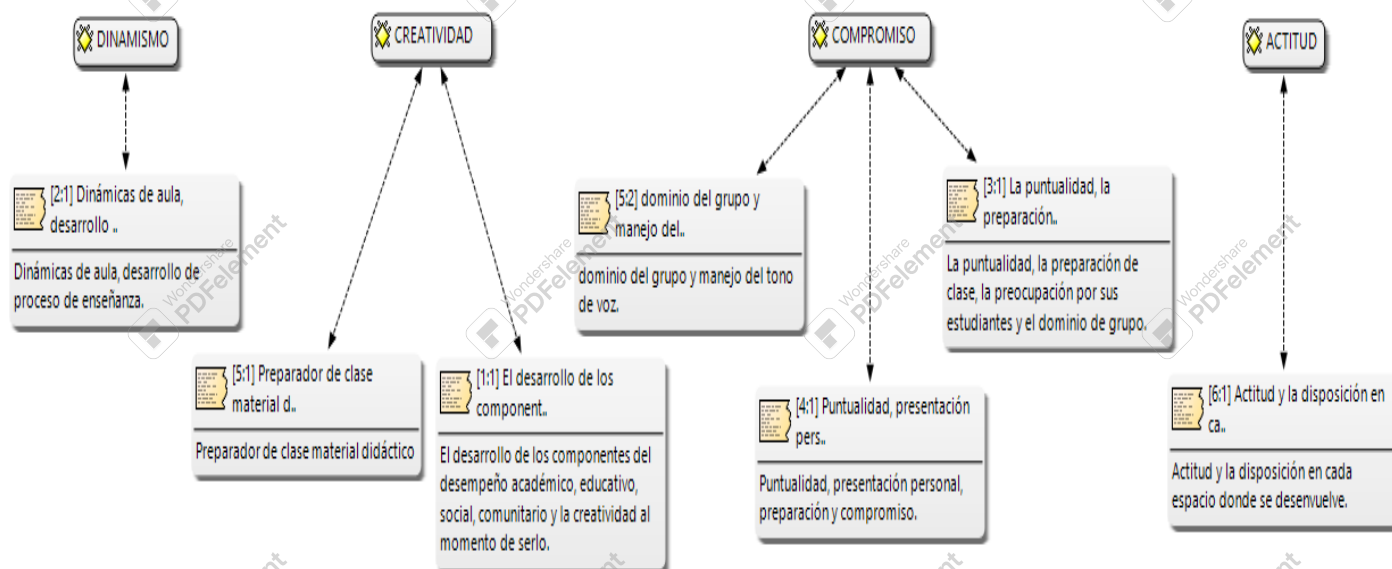 DINAMISMO
CREATIVIDAD
COMPROMISO
ACTITUD
[2:1] Dinámicas de aula,
desarrollo ..
Dinámicas de aula, desarrollo de
proceso de enseñanza.
[5:1] Preparador de clase
material d..
Preparador de clase material didáctico
[1:1] El desarrollo de los
component..
El desarrollo de los componentes del
desempeño académico, educativo,
social, comunitario y la creatividad al
momento de serlo.
[5:2] dominio del grupo y
manejo del..
dominio del grupo y manejo del tono
de voz.
[4:1] Puntualidad, presentación
pers..
Puntualidad, presentación personal,
preparación y compromiso.
[3:1] La puntualidad, la
preparación..
La puntualidad, la preparación de
clase, la preocupación por sus
estudiantes y el dominio de grupo.
[6:1] Actitud y la disposición en
ca..
Actitud y la disposición en cada
espacio donde se desenvuelve.
Wondershare
PDFelement
Wondershare
PDFelement
Wondershare
PDFelement
Wondershare
PDFelement